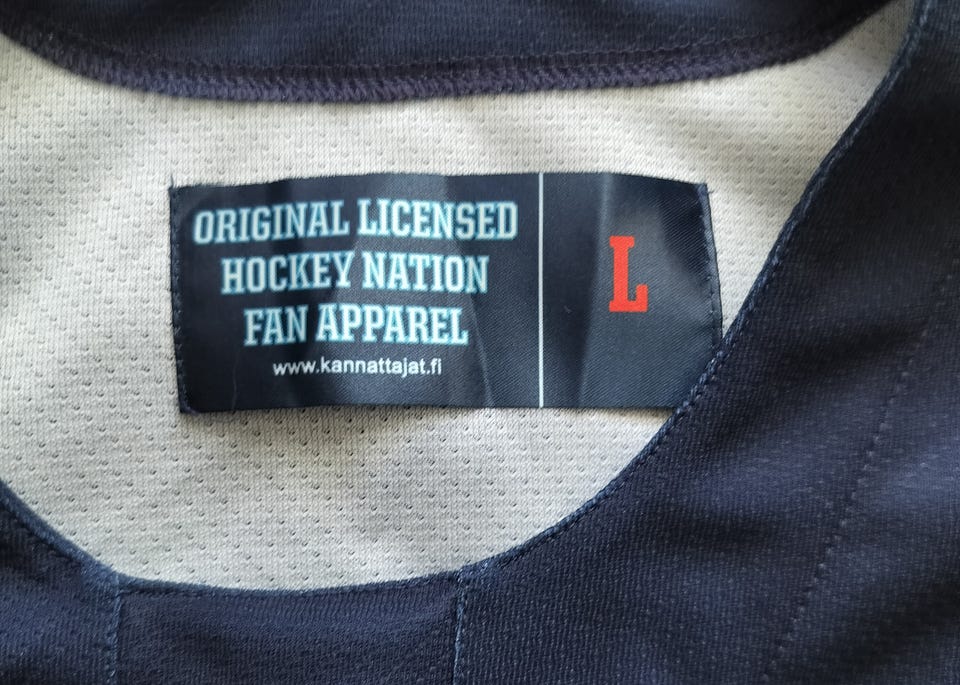 ORIGINAL LICENSED
HOCKEY NATION
FAN APPAREL
www.kannattajat.fi
L